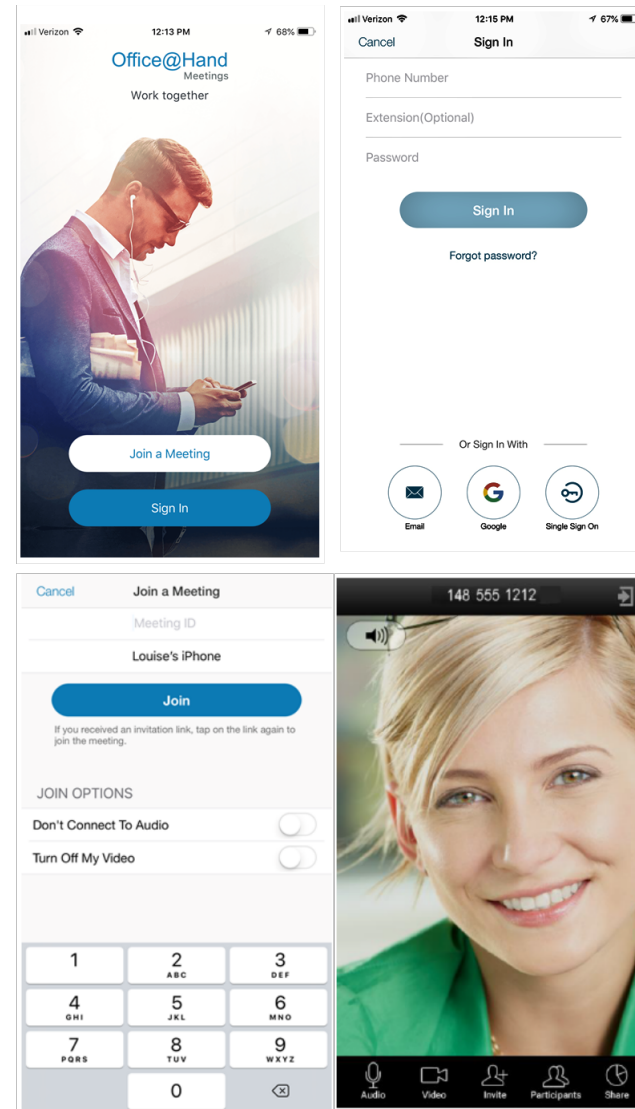 Verizon 12:13 PM 68%
Office@Hand
Meetings
Work together
Join a Meeting
Sign In
Verizon 12:15 PM 67%
Cancel Sign In
Phone Number
Extension(Optional)
Password
Sign In
Forgot password?
Or Sign In With
Email Google Single Sign On
Cancel Join a Meeting
Meeting ID
Louise's iPhone
Join
If you received an invitation link, tap on the link again to
join the meeting.
JOIN OPTIONS
Don't Connect To Audio
Turn Off My Video
1 2 3
ABC DEF
4 5 6
GHI JKL MNO
7 8 9
PQRS TUV WXYZ
0
148 555 1212
Audio Video Invite Participants Share